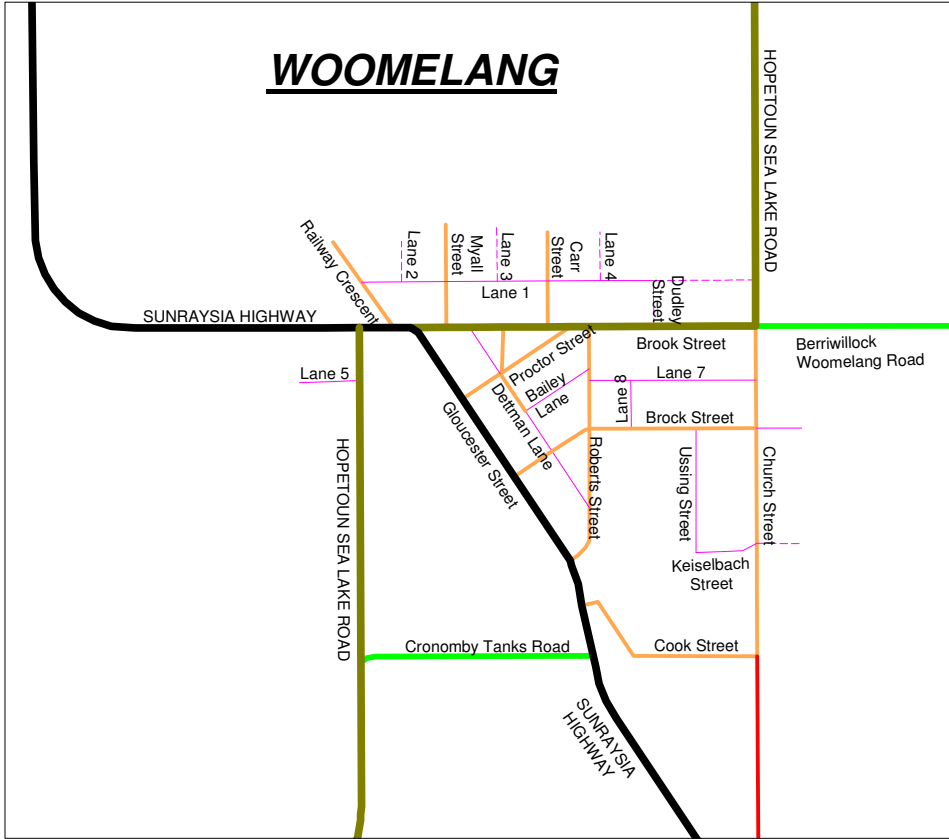 WOOMELANG
HOPETOUN SEA LAKE ROAD
Railway Crescent
Lane 2
Myall
Street
Lane 3
Carr
Street
Lane 4
Lane 1
Dudley
Street
SUNRAYSIA HIGHWAY
Brook Street
Berriwillock
Woomelang Road
Proctor Street
Bailey
Lane
Lane 5
Lane 7
Lane 8
Dettman Lane
Gloucester Street
Brock Street
Roberts Street
Ussing Street
Church Street
HOPETOUN SEA LAKE ROAD
Keiselbach
Street
Cronomby Tanks Road
Cook Street
SUNRAYSIA
HIGHWAY